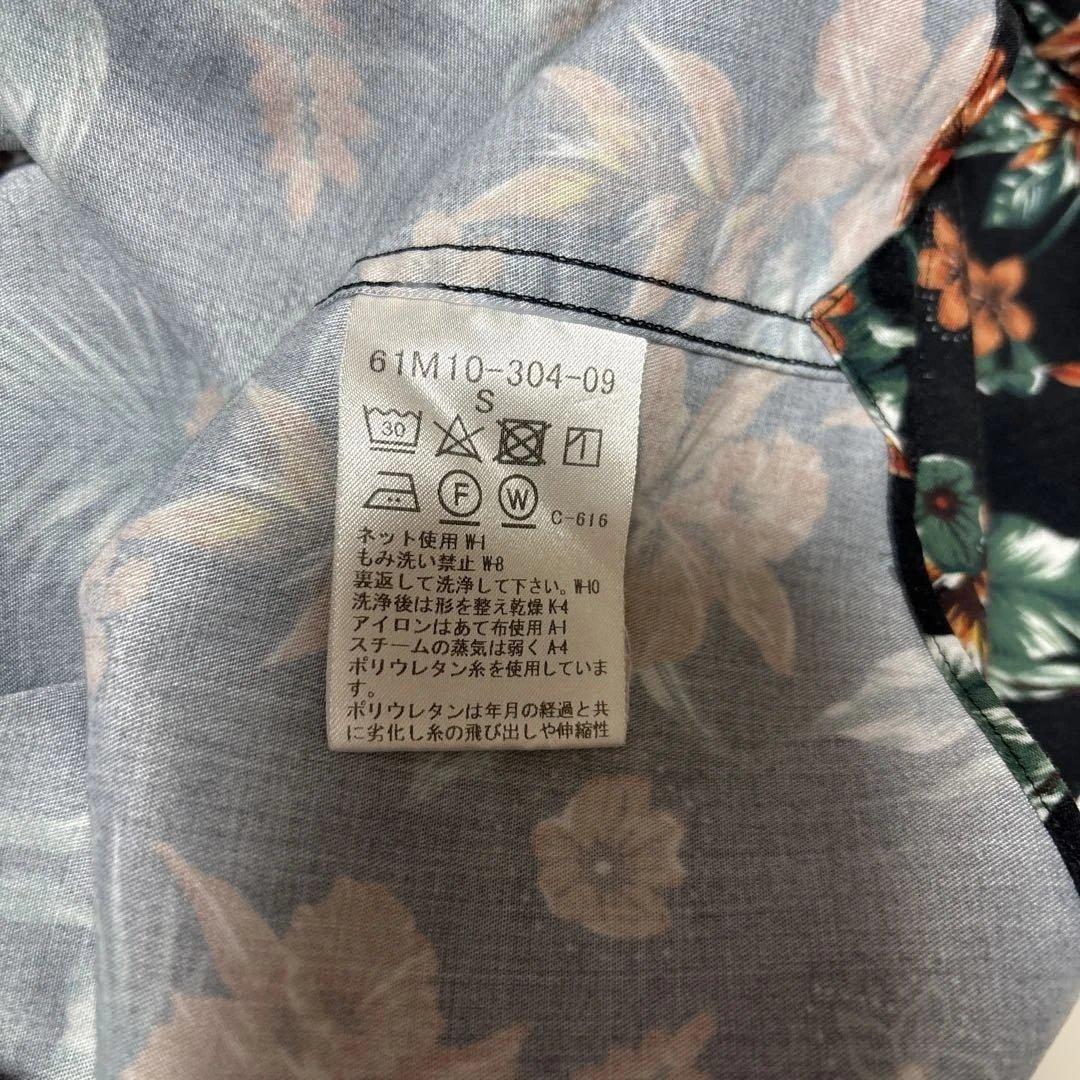 61M10-304-09
S
30
F W C-616
ネット使用 W-1
もみ洗い禁止 W-8
裏返して洗浄して下さい。W-10
洗浄後は形を整え乾燥 K-4
アイロンはあて布使用 A-1
スチームの蒸気は弱く A-4
ポリウレタン糸を使用していま
す。
ポリウレタンは年月の経過と共
に劣化し糸の飛び出しや伸縮性